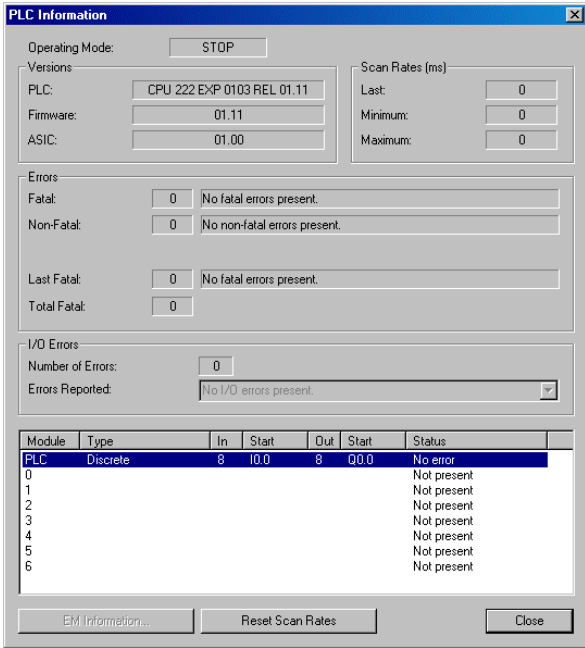 PLC Information
Operating Mode: STOP
Versions
PLC: CPU 222 EXP 0103 REL 01.11
Firmware: 01.11
ASIC: 01.00
Scan Rates (ms)
Last: 0
Minimum: 0
Maximum: 0
Errors
Fatal: 0 No fatal errors present.
Non-Fatal: 0 No non-fatal errors present.
Last Fatal: 0 No fatal errors present.
Total Fatal: 0
I/O Errors
Number of Errors: 0
Errors Reported: No I/O errors present.
Module Type In Start Out Start Status
PLC Discrete 8 I0.0 8 Q0.0 No error
0 Not present
1 Not present
2 Not present
3 Not present
4 Not present
5 Not present
6 Not present
EM Information... Reset Scan Rates Close